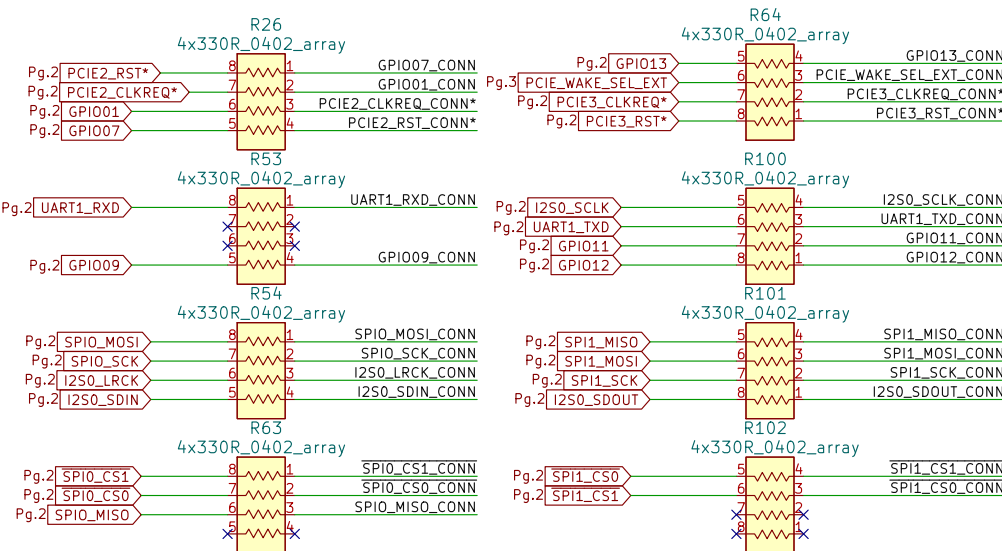 R26
4x330R_0402_array
Pg.2 PCIE2_RST* 8 1 GPIO07_CONN
Pg.2 PCIE2_CLKREQ* 7 2 GPIO01_CONN
Pg.2 GPIO01 6 3 PCIE2_CLKREQ_CONN*
Pg.2 GPIO07 5 4 PCIE2_RST_CONN*
R53
4x330R_0402_array
Pg.2 UART1_RXD 8 1 UART1_RXD_CONN
7 2
6 3
Pg.2 GPIO09 5 4 GPIO09_CONN
R54
4x330R_0402_array
Pg.2 SPI0_MOSI 8 1 SPI0_MOSI_CONN
Pg.2 SPI0_SCK 7 2 SPI0_SCK_CONN
Pg.2 I2S0_LRCK 6 3 I2S0_LRCK_CONN
Pg.2 I2S0_SDIN 5 4 I2S0_SDIN_CONN
R63
4x330R_0402_array
Pg.2 SPI0_CS1 8 1 SPI0_CS1_CONN
Pg.2 SPI0_CS0 7 2 SPI0_CS0_CONN
Pg.2 SPI0_MISO 6 3 SPI0_MISO_CONN
5 4
R64
4x330R_0402_array
Pg.2 GPIO13 5 4 GPIO13_CONN
Pg.3 PCIE_WAKE_SEL_EXT 6 3 PCIE_WAKE_SEL_EXT_CONN
Pg.2 PCIE3_CLKREQ* 7 2 PCIE3_CLKREQ_CONN*
Pg.2 PCIE3_RST* 8 1 PCIE3_RST_CONN*
R100
4x330R_0402_array
Pg.2 I2S0_SCLK 5 4 I2S0_SCLK_CONN
Pg.2 UART1_TXD 6 3 UART1_TXD_CONN
Pg.2 GPIO11 7 2 GPIO11_CONN
Pg.2 GPIO12 8 1 GPIO12_CONN
R101
4x330R_0402_array
Pg.2 SPI1_MISO 5 4 SPI1_MISO_CONN
Pg.2 SPI1_MOSI 6 3 SPI1_MOSI_CONN
Pg.2 SPI1_SCK 7 2 SPI1_SCK_CONN
Pg.2 I2S0_SDOUT 8 1 I2S0_SDOUT_CONN
R102
4x330R_0402_array
Pg.2 SPI1_CS0 5 4 SPI1_CS1_CONN
Pg.2 SPI1_CS1 6 3 SPI1_CS0_CONN
7 2
8 1